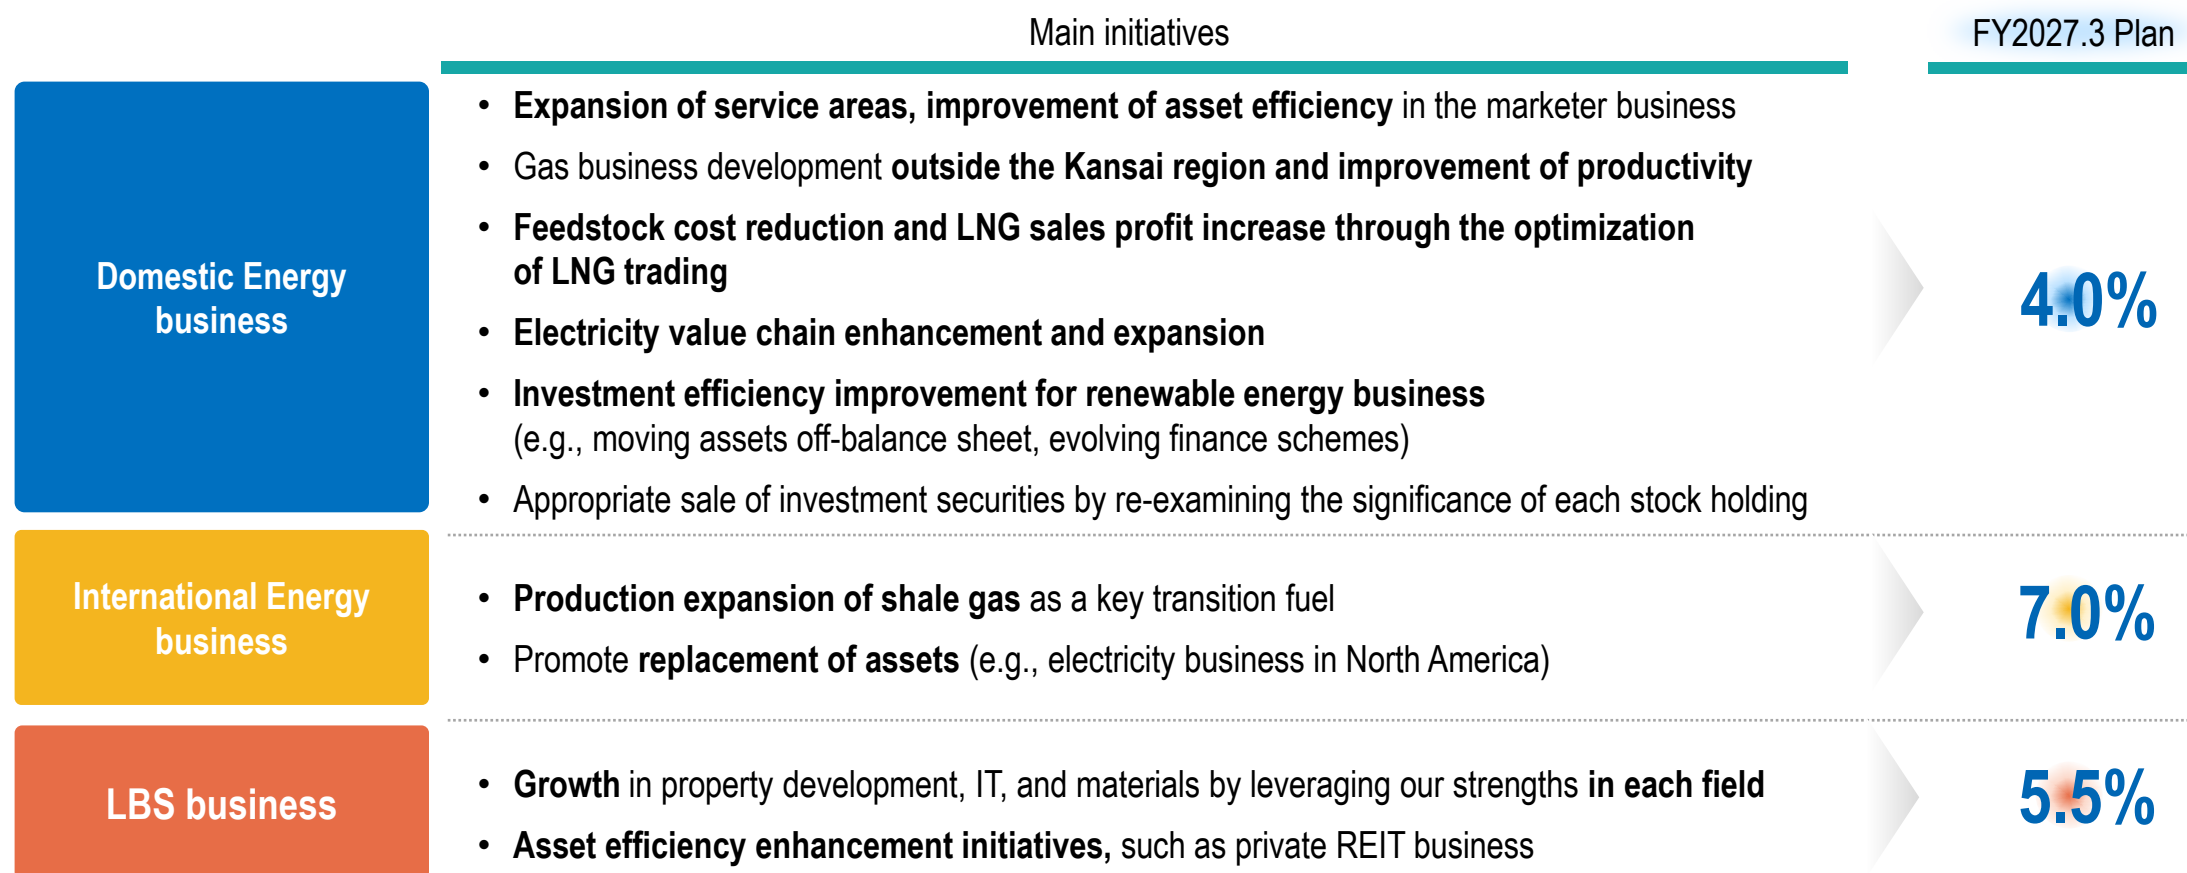 Main initiatives
FY2027.3 Plan
Domestic Energy
business
• Expansion of service areas, improvement of asset efficiency in the marketer business
• Gas business development outside the Kansai region and improvement of productivity
• Feedstock cost reduction and LNG sales profit increase through the optimization
of LNG trading
• Electricity value chain enhancement and expansion
• Investment efficiency improvement for renewable energy business
(e.g., moving assets off-balance sheet, evolving finance schemes)
• Appropriate sale of investment securities by re-examining the significance of each stock holding
4.0%
International Energy
business
• Production expansion of shale gas as a key transition fuel
• Promote replacement of assets (e.g., electricity business in North America)
7.0%
LBS business
• Growth in property development, IT, and materials by leveraging our strengths in each field
• Asset efficiency enhancement initiatives, such as private REIT business
5.5%